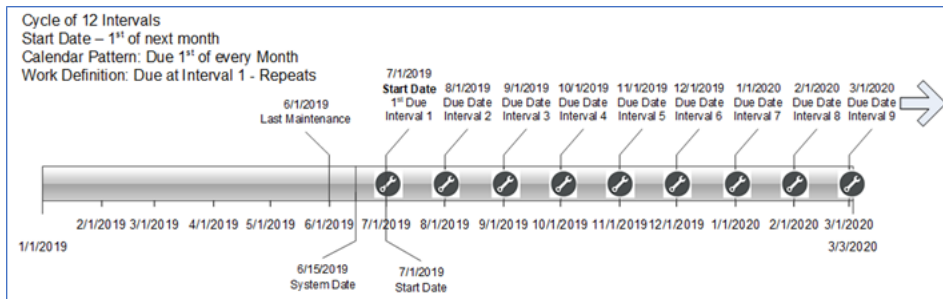 Cycle of 12 Intervals
Start Date – 1st of next month
Calendar Pattern: Due 1st of every Month
Work Definition: Due at Interval 1 - Repeats
6/1/2019
Last Maintenance
7/1/2019
Start Date
1st Due
Interval 1
8/1/2019
Due Date
Interval 2
9/1/2019
Due Date
Interval 3
10/1/2019
Due Date
Interval 4
11/1/2019
Due Date
Interval 5
12/1/2019
Due Date
Interval 6
1/1/2020
Due Date
Interval 7
2/1/2020
Due Date
Interval 8
3/1/2020
Due Date
Interval 9
2/1/2019 3/1/2019 4/1/2019 5/1/2019 6/1/2019 7/1/2019 8/1/2019 9/1/2019 10/1/2019 11/1/2019 12/1/2019 1/1/2020 2/1/2020 3/1/2020
1/1/2019 3/3/2020
6/15/2019
System Date
7/1/2019
Start Date